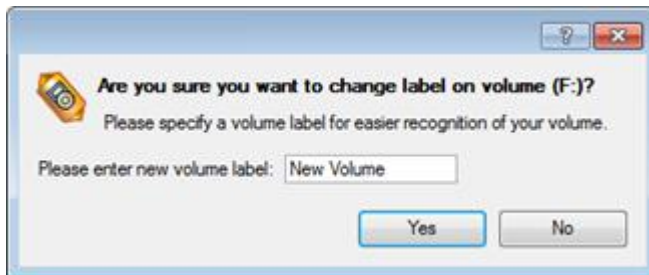 Are you sure you want to change label on volume (F:)?
Please specify a volume label for easier recognition of your volume.
Please enter new volume label: New Volume
Yes No